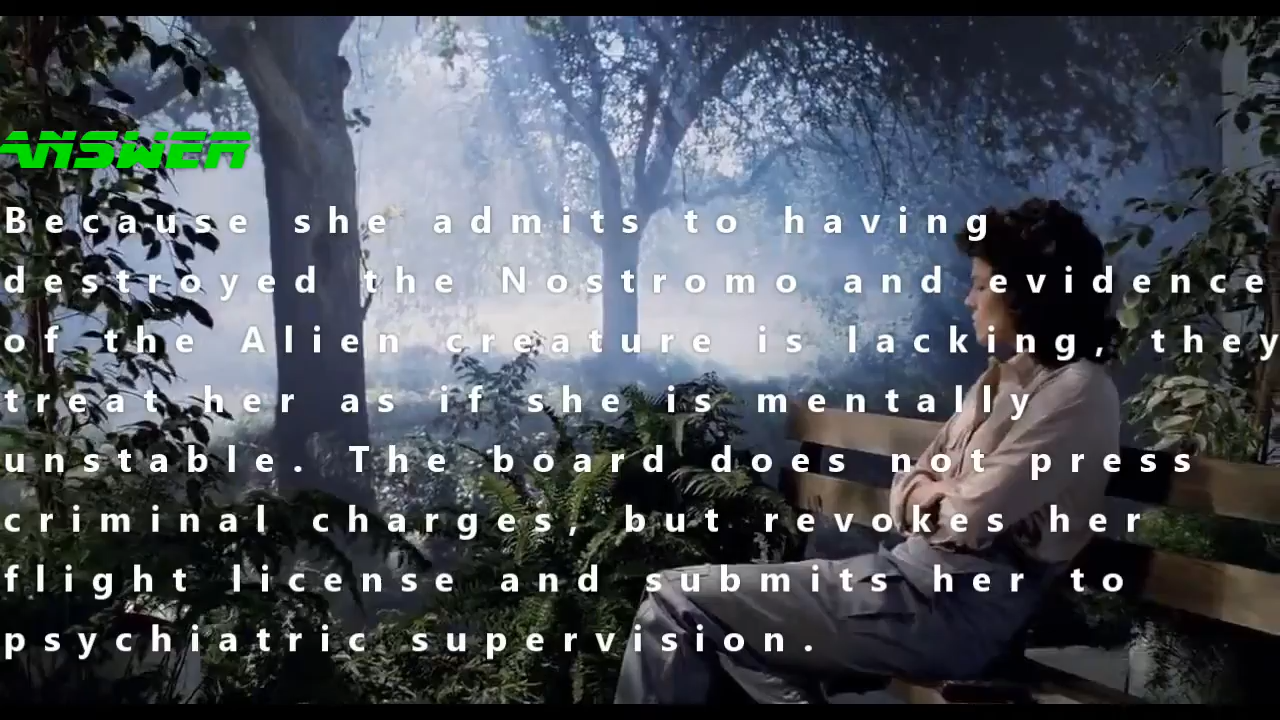 ANSWER
Because she admits to having
destroyed the Nostromo and evidence
of the Alien creature is lacking, they
treat her as if she is mentally
unstable. The board does not press
criminal charges, but revokes her
flight license and submits her to
psychiatric supervision.